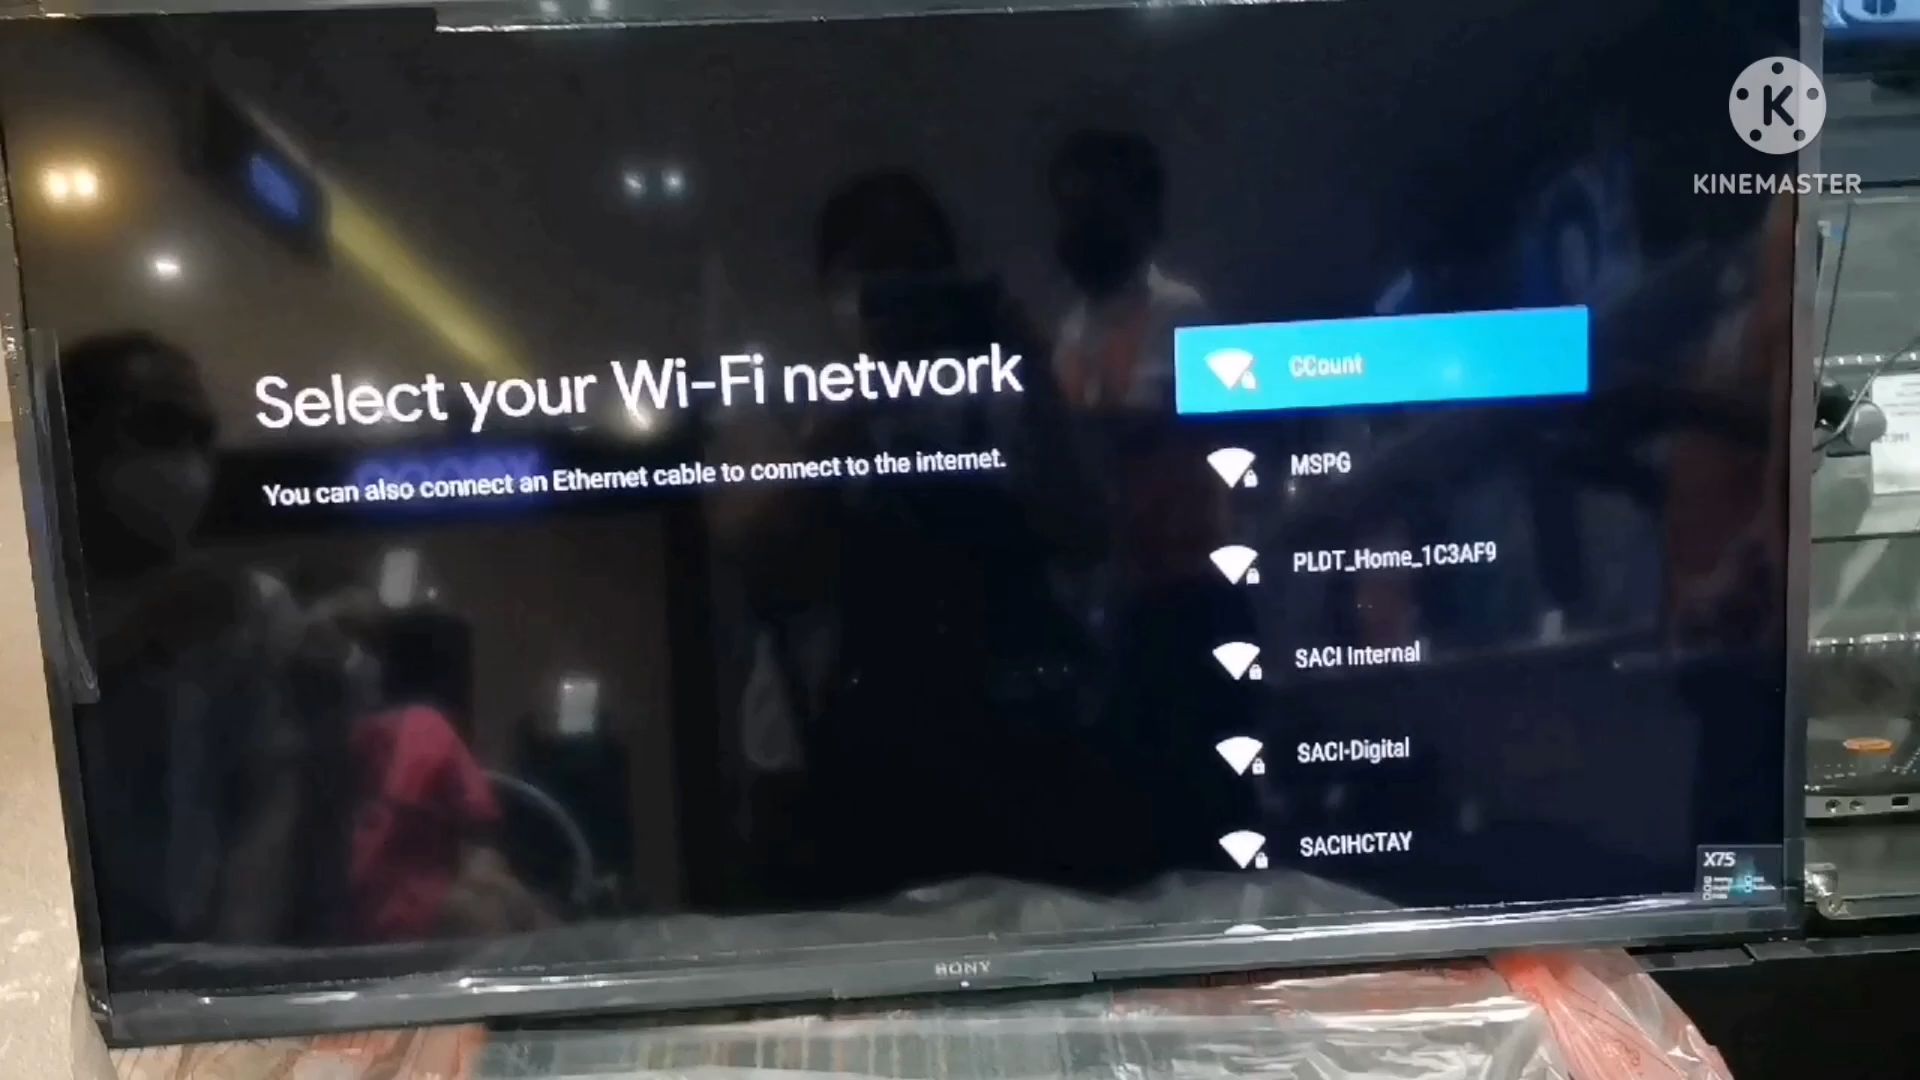 KINEMASTER
Select your Wi-Fi network
You can also connect an Ethernet cable to connect to the internet.
CCount
MSPG
PLDT_Home_1C3AF9
SACI Internal
SACI-Digital
SACIHCTAY
X75
SONY